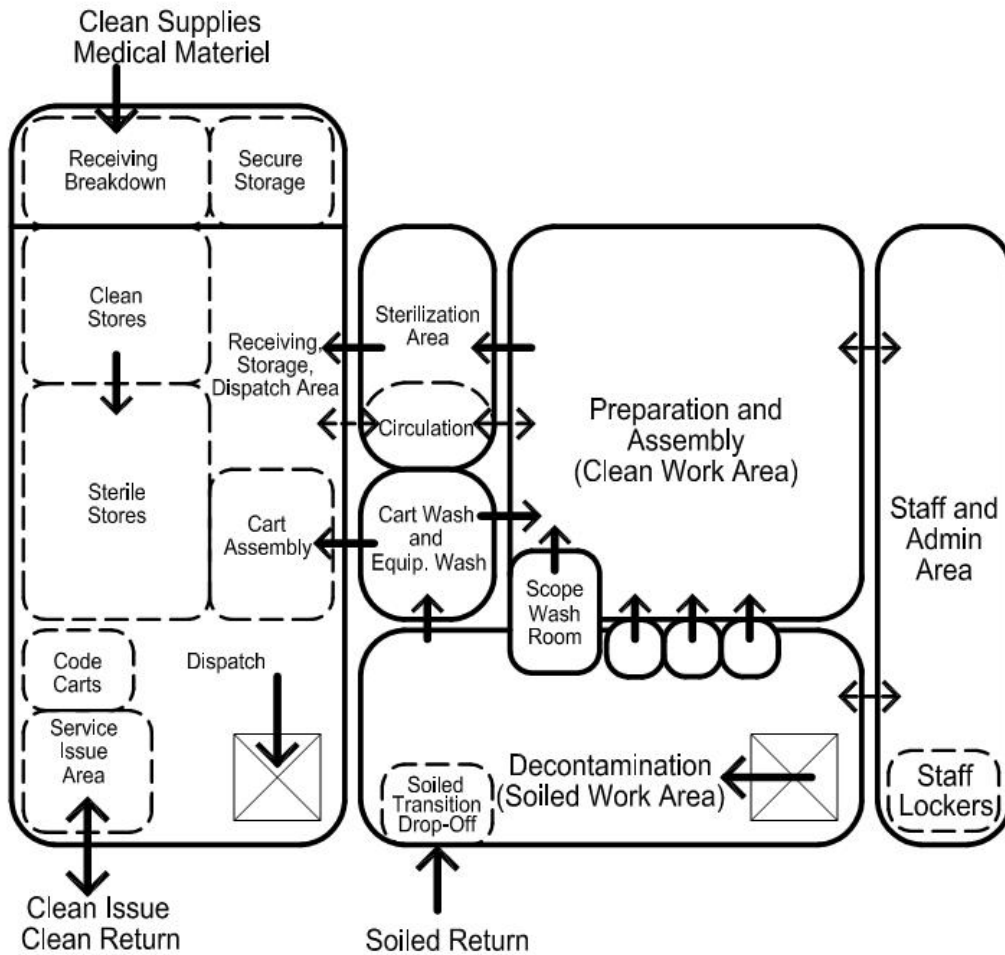 Clean Supplies
Medical Materiel
Receiving
Breakdown
Secure
Storage
Clean
Stores
Receiving,
Storage,
Dispatch Area
Sterilization
Area
Circulation
Preparation and
Assembly
(Clean Work Area)
Sterile
Stores
Cart
Assembly
Cart Wash
and
Equip. Wash
Scope
Wash
Room
Staff and
Admin
Area
Code
Carts
Dispatch
Service
Issue
Area
Decontamination
(Soiled Work Area)
Soiled
Transition
Drop-Off
Staff
Lockers
Clean Issue
Clean Return
Soiled Return